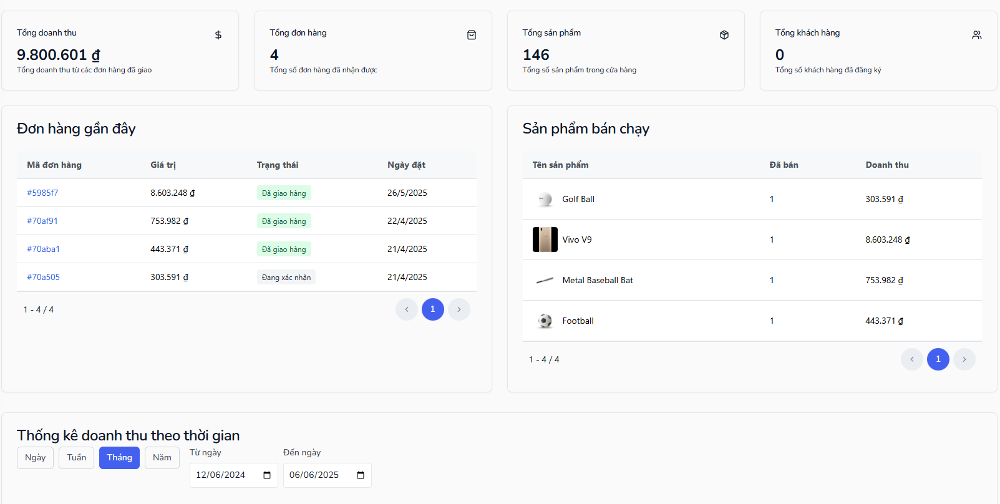 Tổng doanh thu
9.800.601 ₫
Tổng doanh thu từ các đơn hàng đã giao
Tổng đơn hàng
4
Tổng số đơn hàng đã nhận được
Tổng sản phẩm
146
Tổng số sản phẩm trong cửa hàng
Tổng khách hàng
0
Tổng số khách hàng đã đăng ký
Đơn hàng gần đây
Mã đơn hàng Giá trị Trạng thái Ngày đặt
#5985f7 8.603.248 ₫ Đã giao hàng 26/5/2025
#70af91 753.982 ₫ Đã giao hàng 22/4/2025
#70aba1 443.371 ₫ Đã giao hàng 21/4/2025
#70a505 303.591 ₫ Đang xác nhận 21/4/2025
1 - 4 / 4 1
Sản phẩm bán chạy
Tên sản phẩm Đã bán Doanh thu
Golf Ball 1 303.591 ₫
Vivo V9 1 8.603.248 ₫
Metal Baseball Bat 1 753.982 ₫
Football 1 443.371 ₫
1 - 4 / 4 1
Thống kê doanh thu theo thời gian
Ngày Tuần Tháng Năm
Từ ngày Đến ngày
12/06/2024 06/06/2025